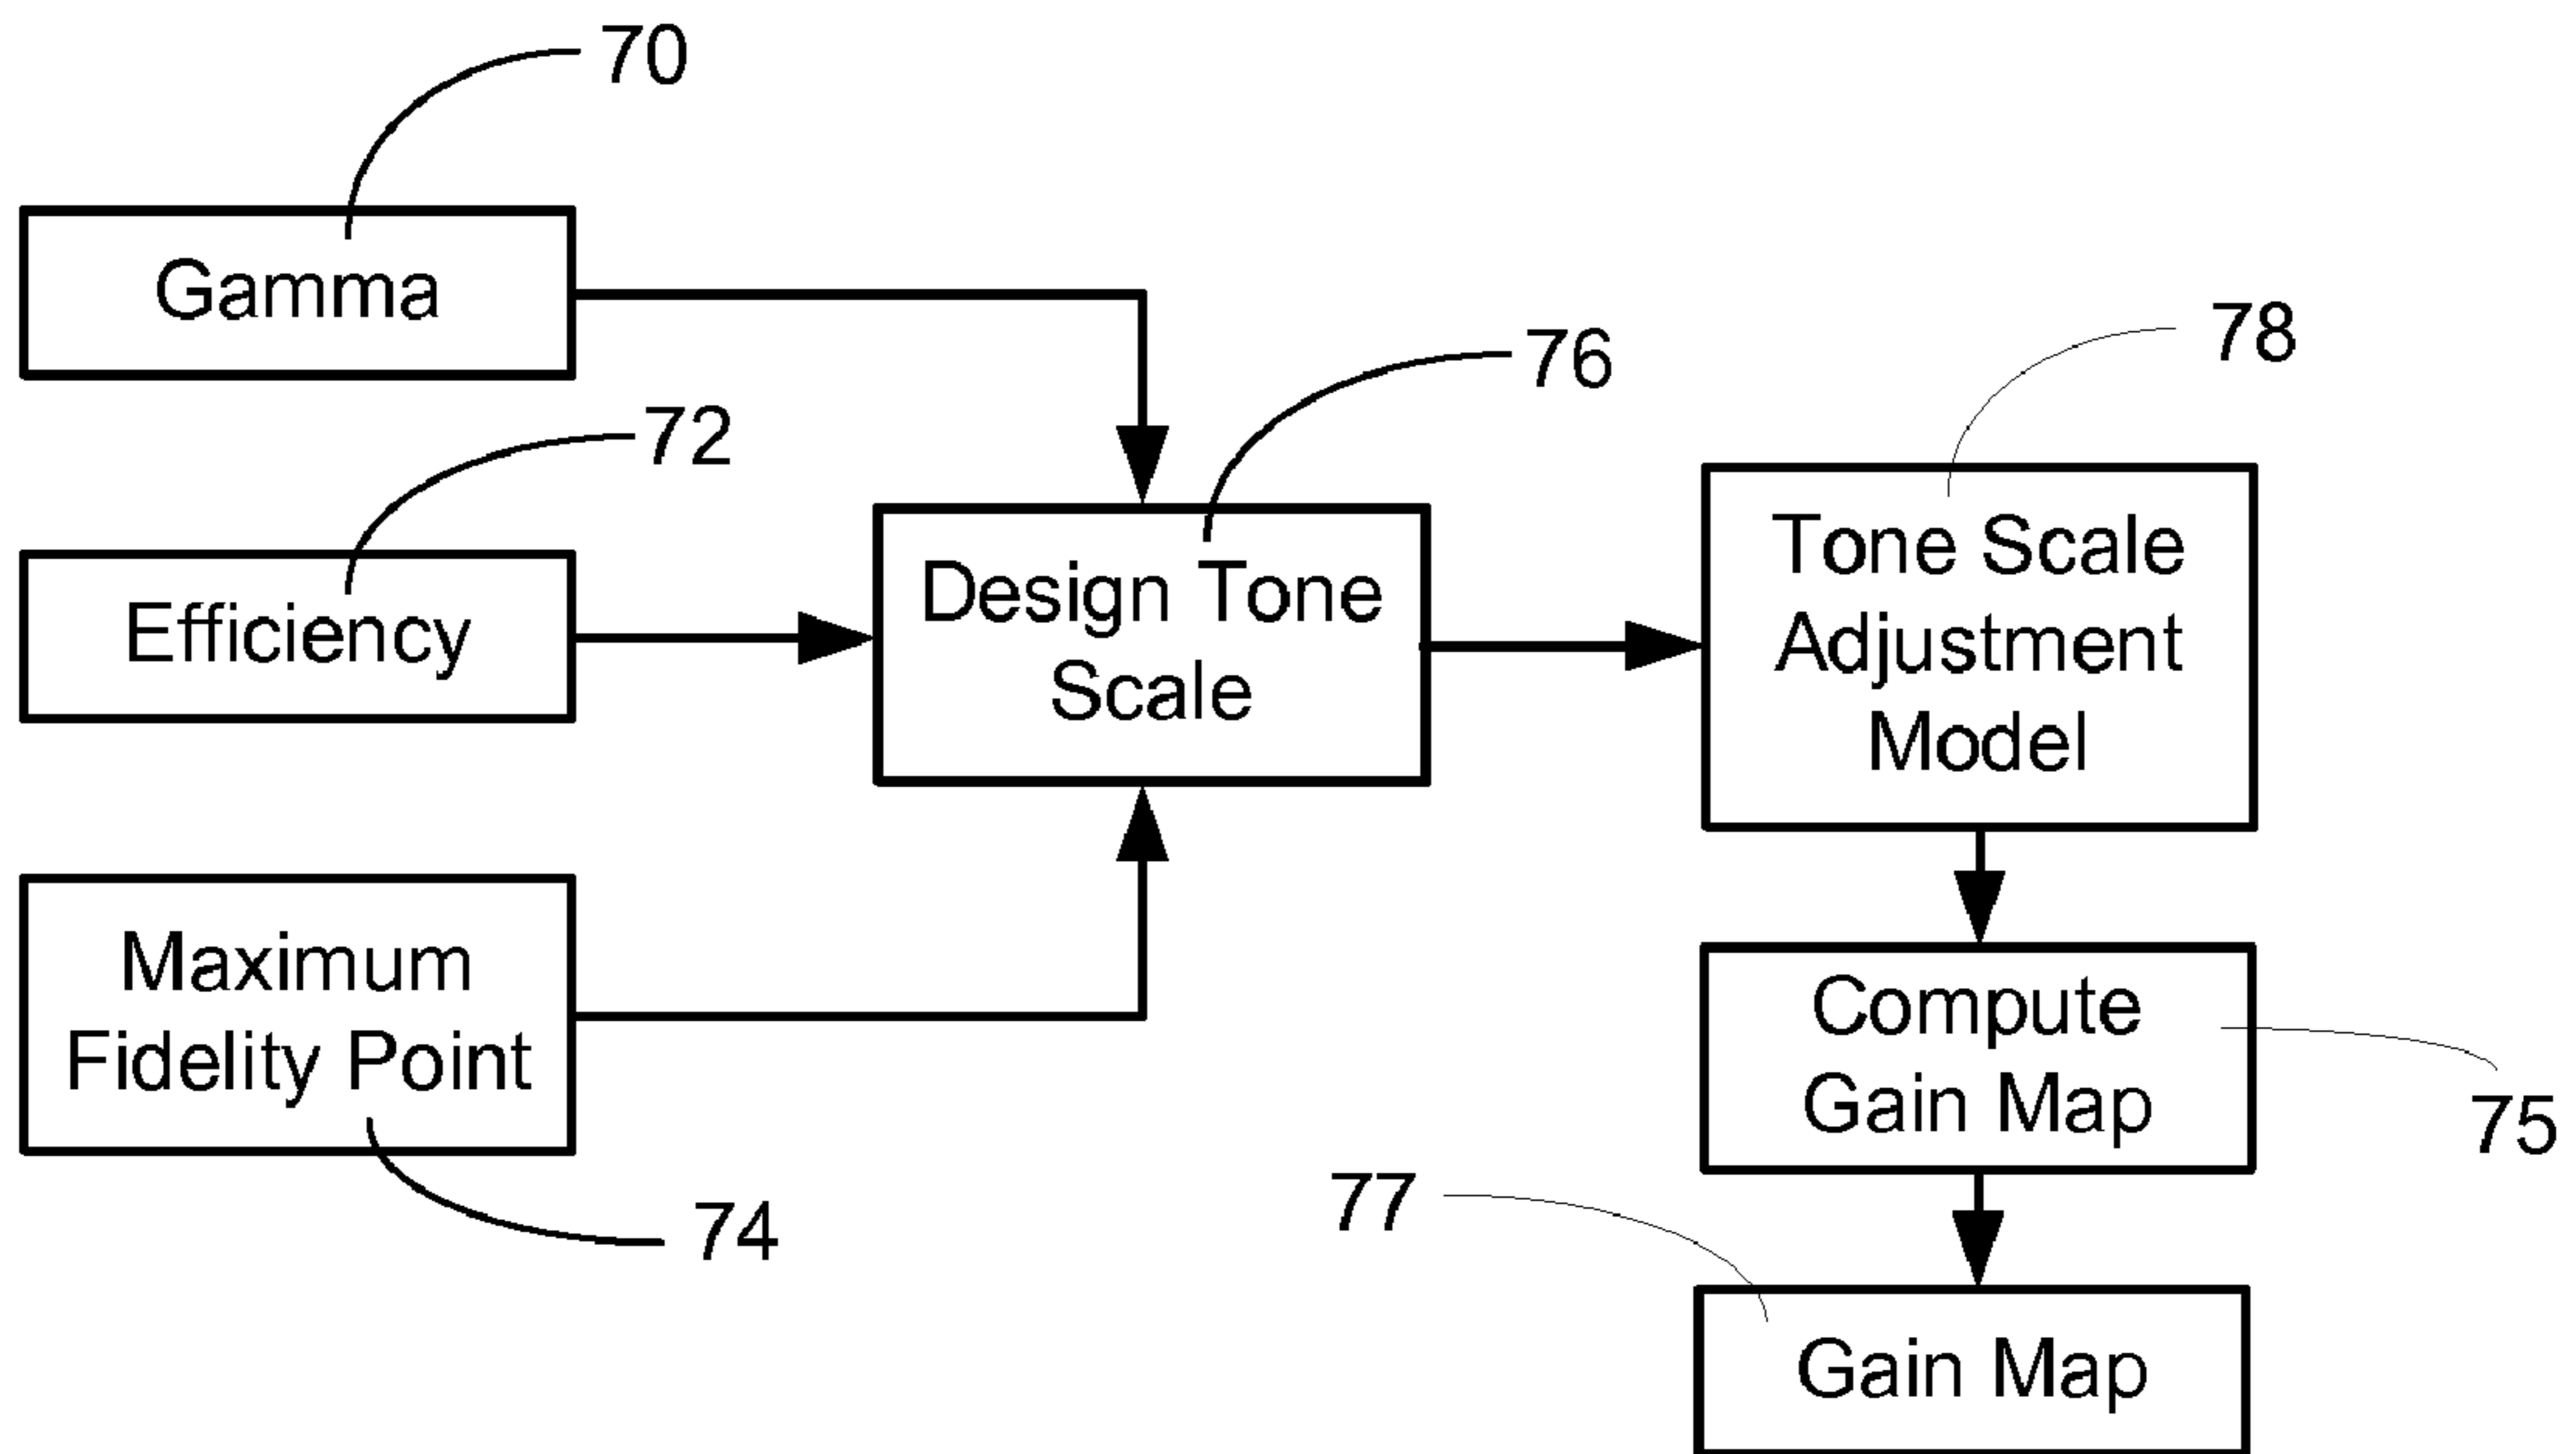 70
Gamma
72
Efficiency
Maximum
Fidelity Point
74
76
Design Tone
Scale
78
Tone Scale
Adjustment
Model
Compute
Gain Map
75
77
Gain Map